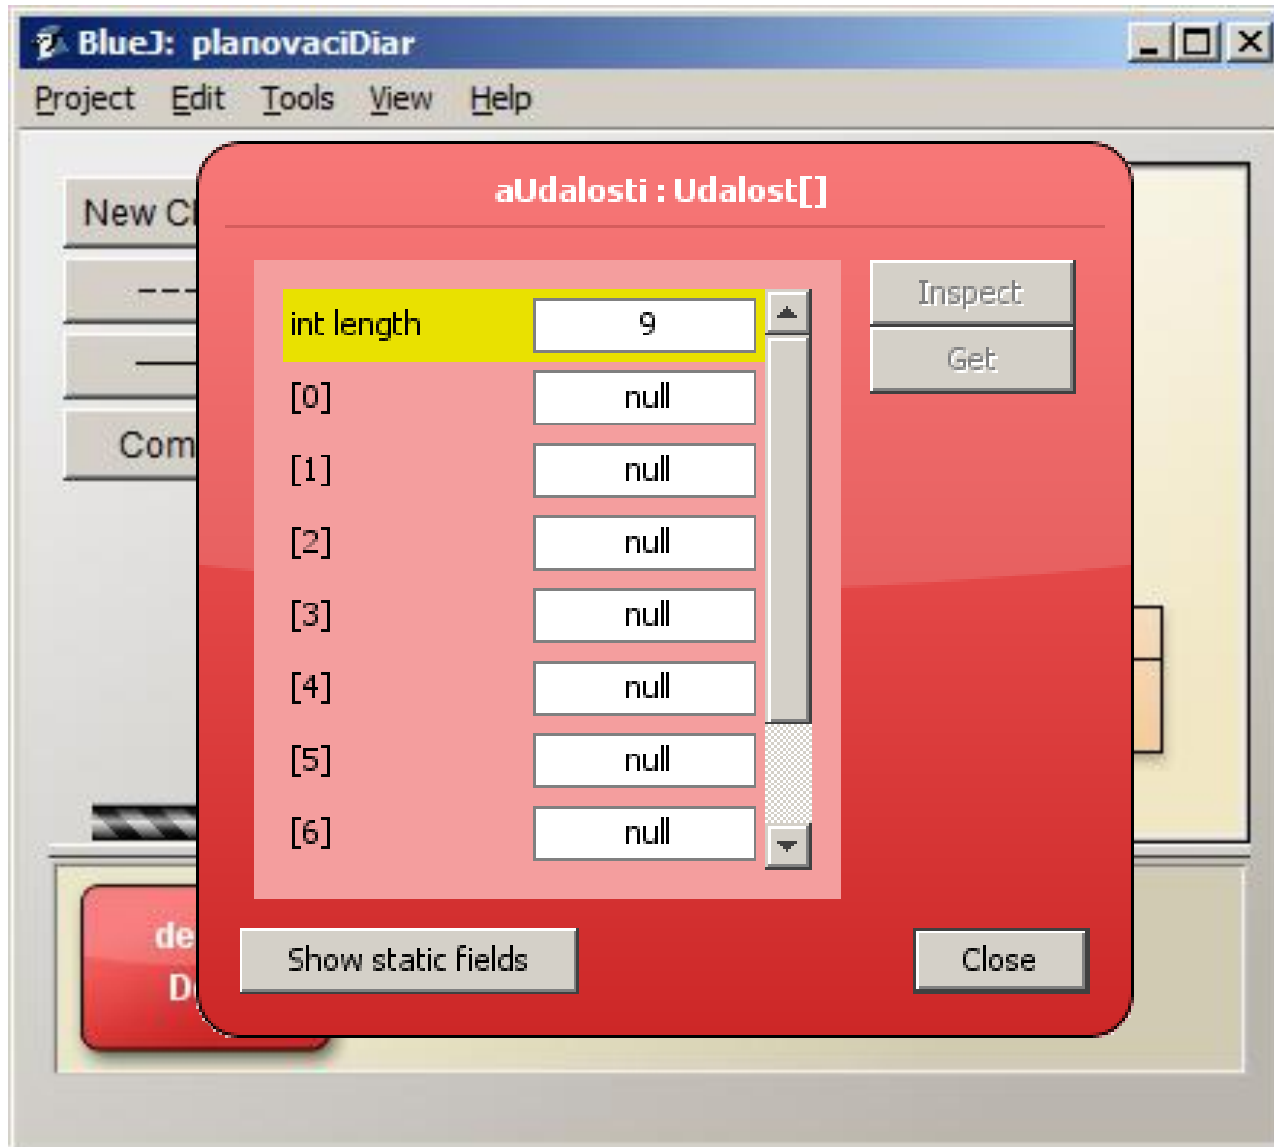 BlueJ: planovaciDiar
Project Edit Tools View Help
aUdalosti : Udalost[]
New Cl
Com
int length 9
[0] null
[1] null
[2] null
[3] null
[4] null
[5] null
[6] null
Inspect
Get
de
D
Show static fields
Close